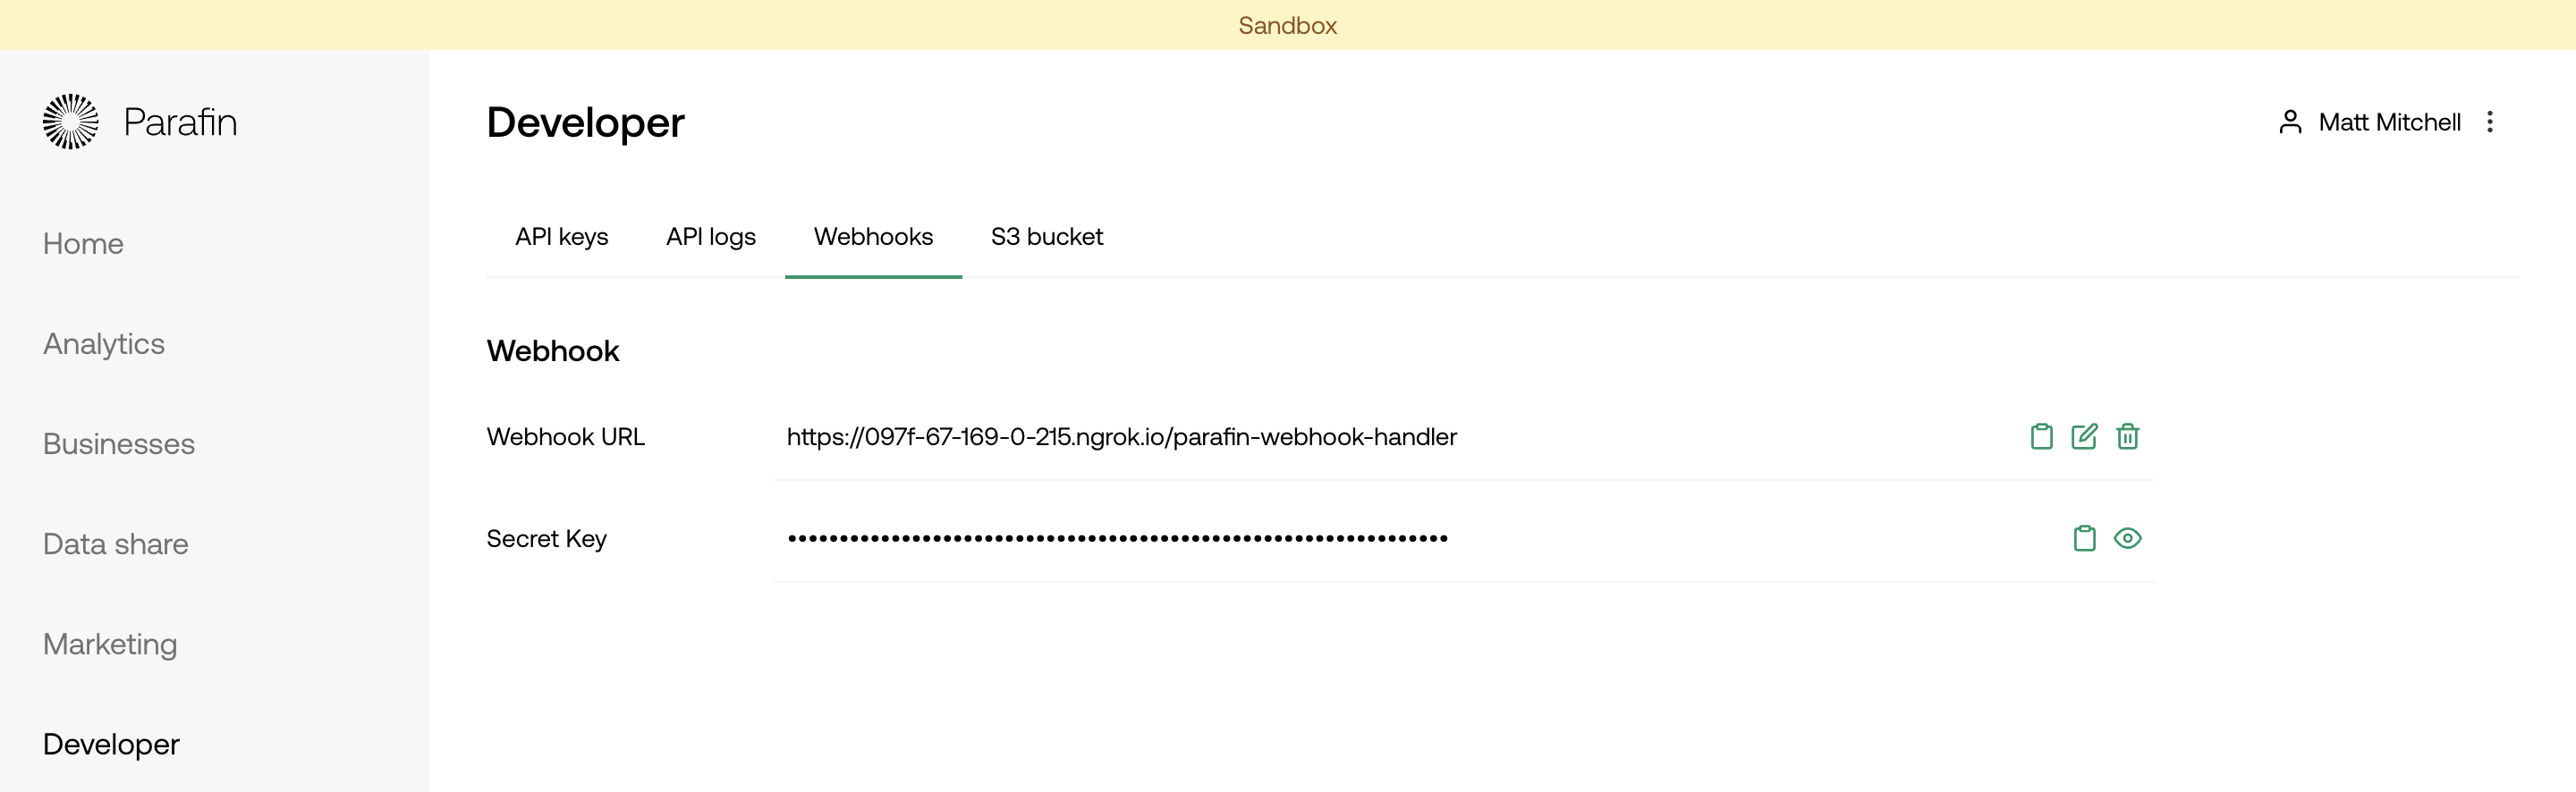 Sandbox
Parafin
Home
Analytics
Businesses
Data share
Marketing
Developer
Developer
Matt Mitchell
API keys
API logs
Webhooks
S3 bucket
Webhook
Webhook URL
https://097f-67-169-0-215.ngrok.io/parafin-webhook-handler
Secret Key
••••••••••••••••••••••••••••••••••••••••••••••••••••••••••••••••